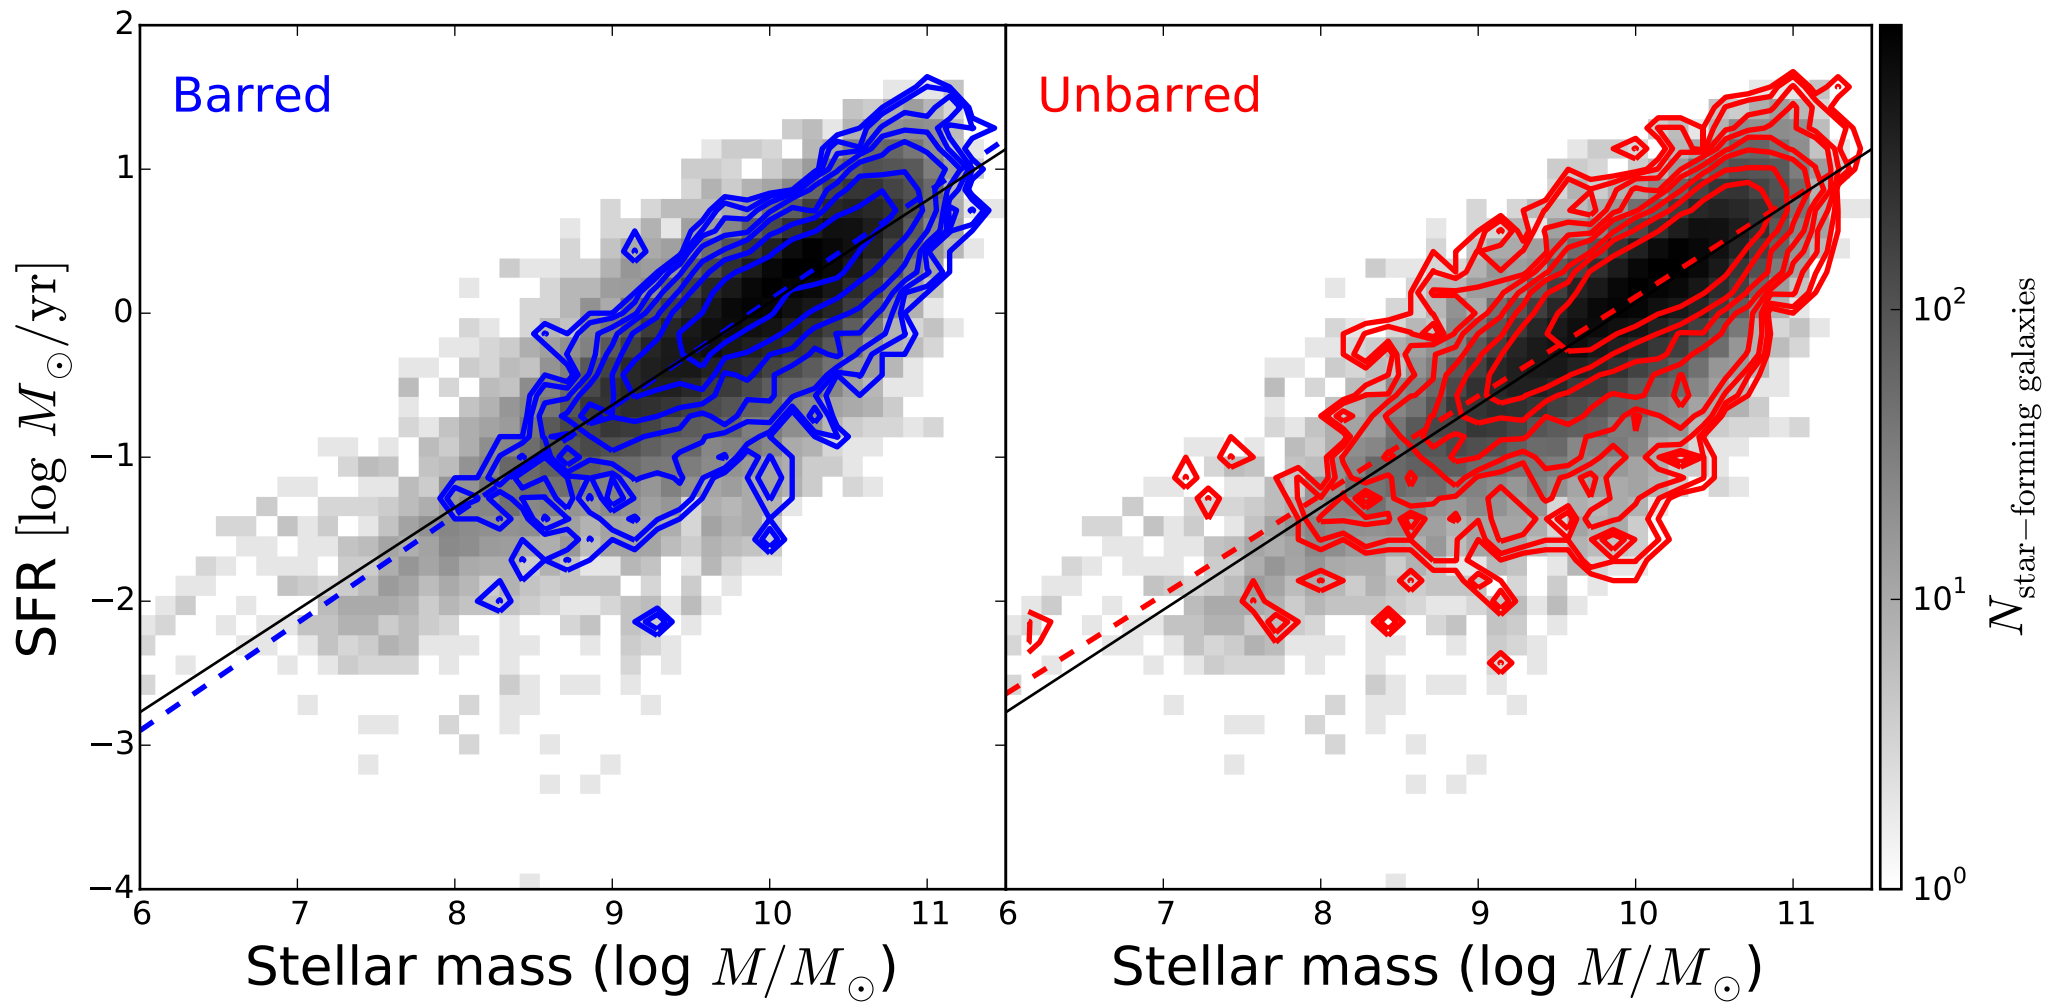 Barred
Unbarred
2
1
0
−1
−2
−3
−4
SFR [log M⊙/yr]
6 7 8 9 10 11
6 7 8 9 10 11
Stellar mass (log M/M⊙)
Stellar mass (log M/M⊙)
10²
10¹
10⁰
N star−forming galaxies